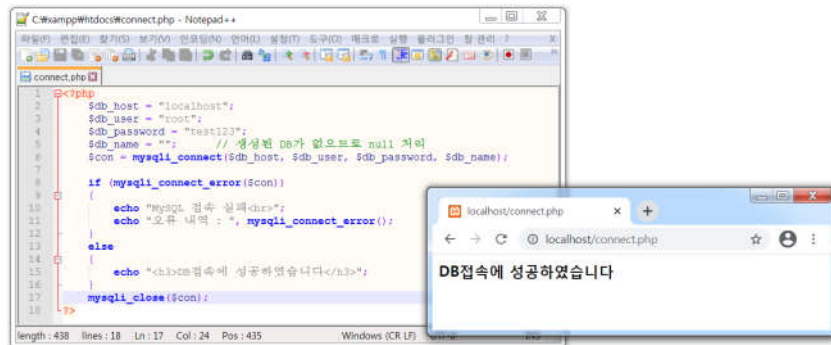 C:\xampp\htdocs\connect.php - Notepad++
파일(F) 편집(E) 찾기(S) 보기(V) 인코딩(N) 언어(L) 설정(T) 도구(O) 매크로 실행 플러그인 창 관리 ? X
connect.php
1 <?php
2 $db_host = "localhost";
3 $db_user = "root";
4 $db_password = "test123";
5 $db_name = ""; // 생성된 DB가 없으므로 null 처리
6 $con = mysqli_connect($db_host, $db_user, $db_password, $db_name);
7
8 if (mysqli_connect_error($con))
9 {
10 echo "MySQL 접속 실패<br>";
11 echo "오류 내역 : ", mysqli_connect_error();
12 }
13 else
14 {
15 echo "<h3>DB접속에 성공하였습니다</h3>";
16 }
17 mysqli_close($con);
18 ?>
length : 438 lines : 18 Ln : 17 Col : 24 Pos : 435 Windows (CR LF) UTF-8 INS
localhost/connect.php
localhost/connect.php
DB접속에 성공하였습니다